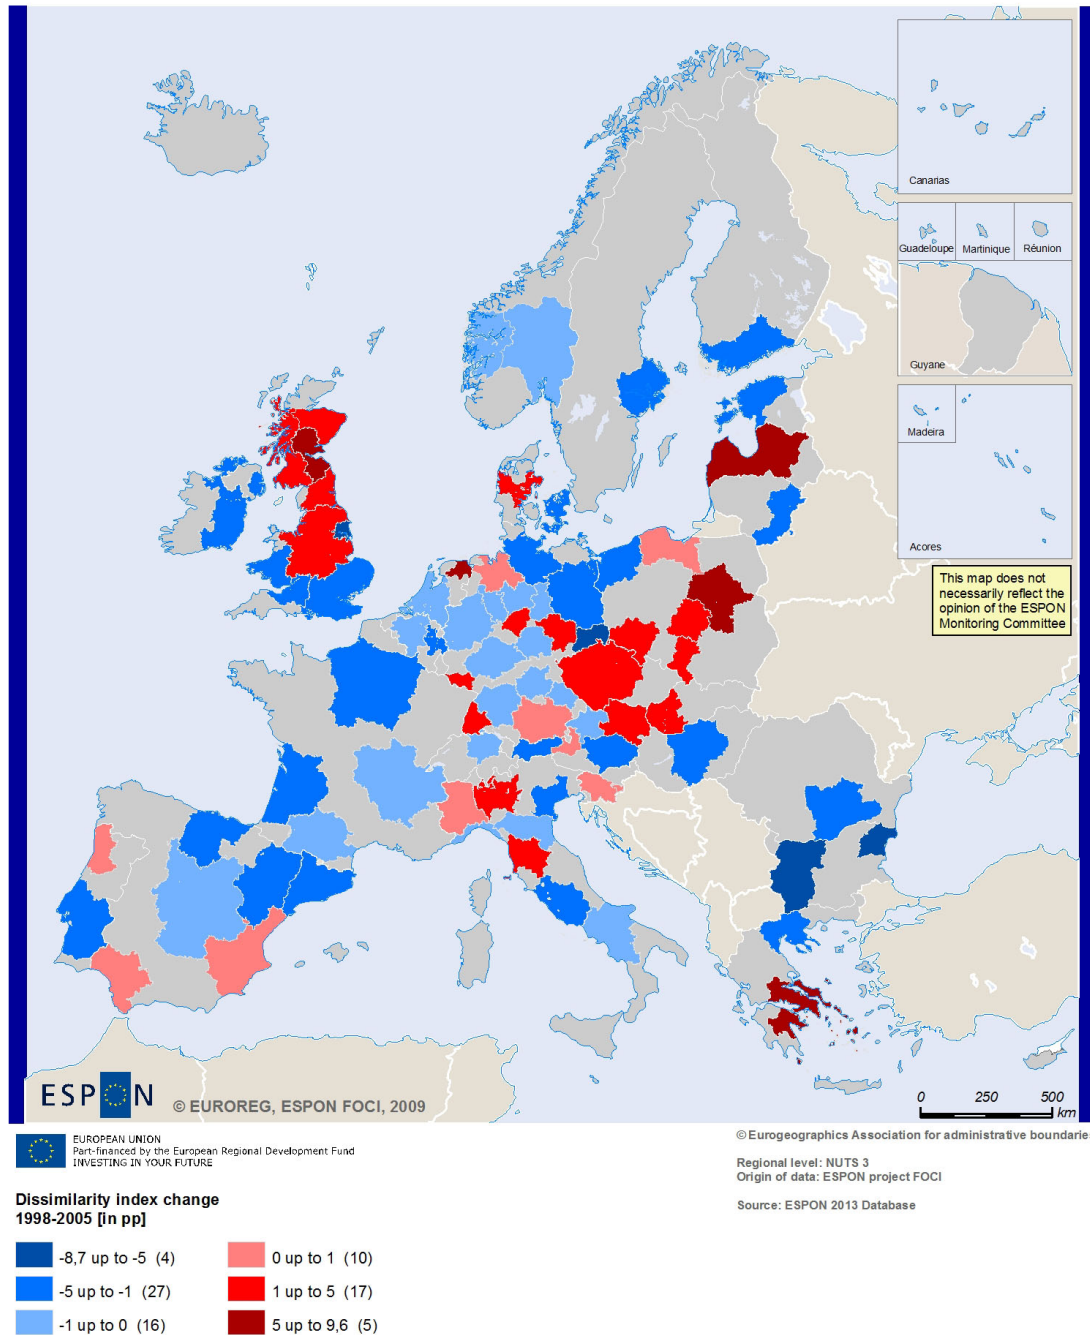 Canarias
Guadeloupe
Martinique
Réunion
Guyane
Madeira
Acores
This map does not
necessarily reflect the
opinion of the ESPON
Monitoring Committee
ESPON
© EUROREG, ESPON FOCI, 2009
0 250 500
km
EUROPEAN UNION
Part-financed by the European Regional Development Fund
INVESTING IN YOUR FUTURE
© Eurogeographics Association for administrative boundarie
Regional level: NUTS 3
Origin of data: ESPON project FOCI
Source: ESPON 2013 Database
Dissimilarity index change
1998-2005 [in pp]
-8,7 up to -5 (4)
-5 up to -1 (27)
-1 up to 0 (16)
0 up to 1 (10)
1 up to 5 (17)
5 up to 9,6 (5)